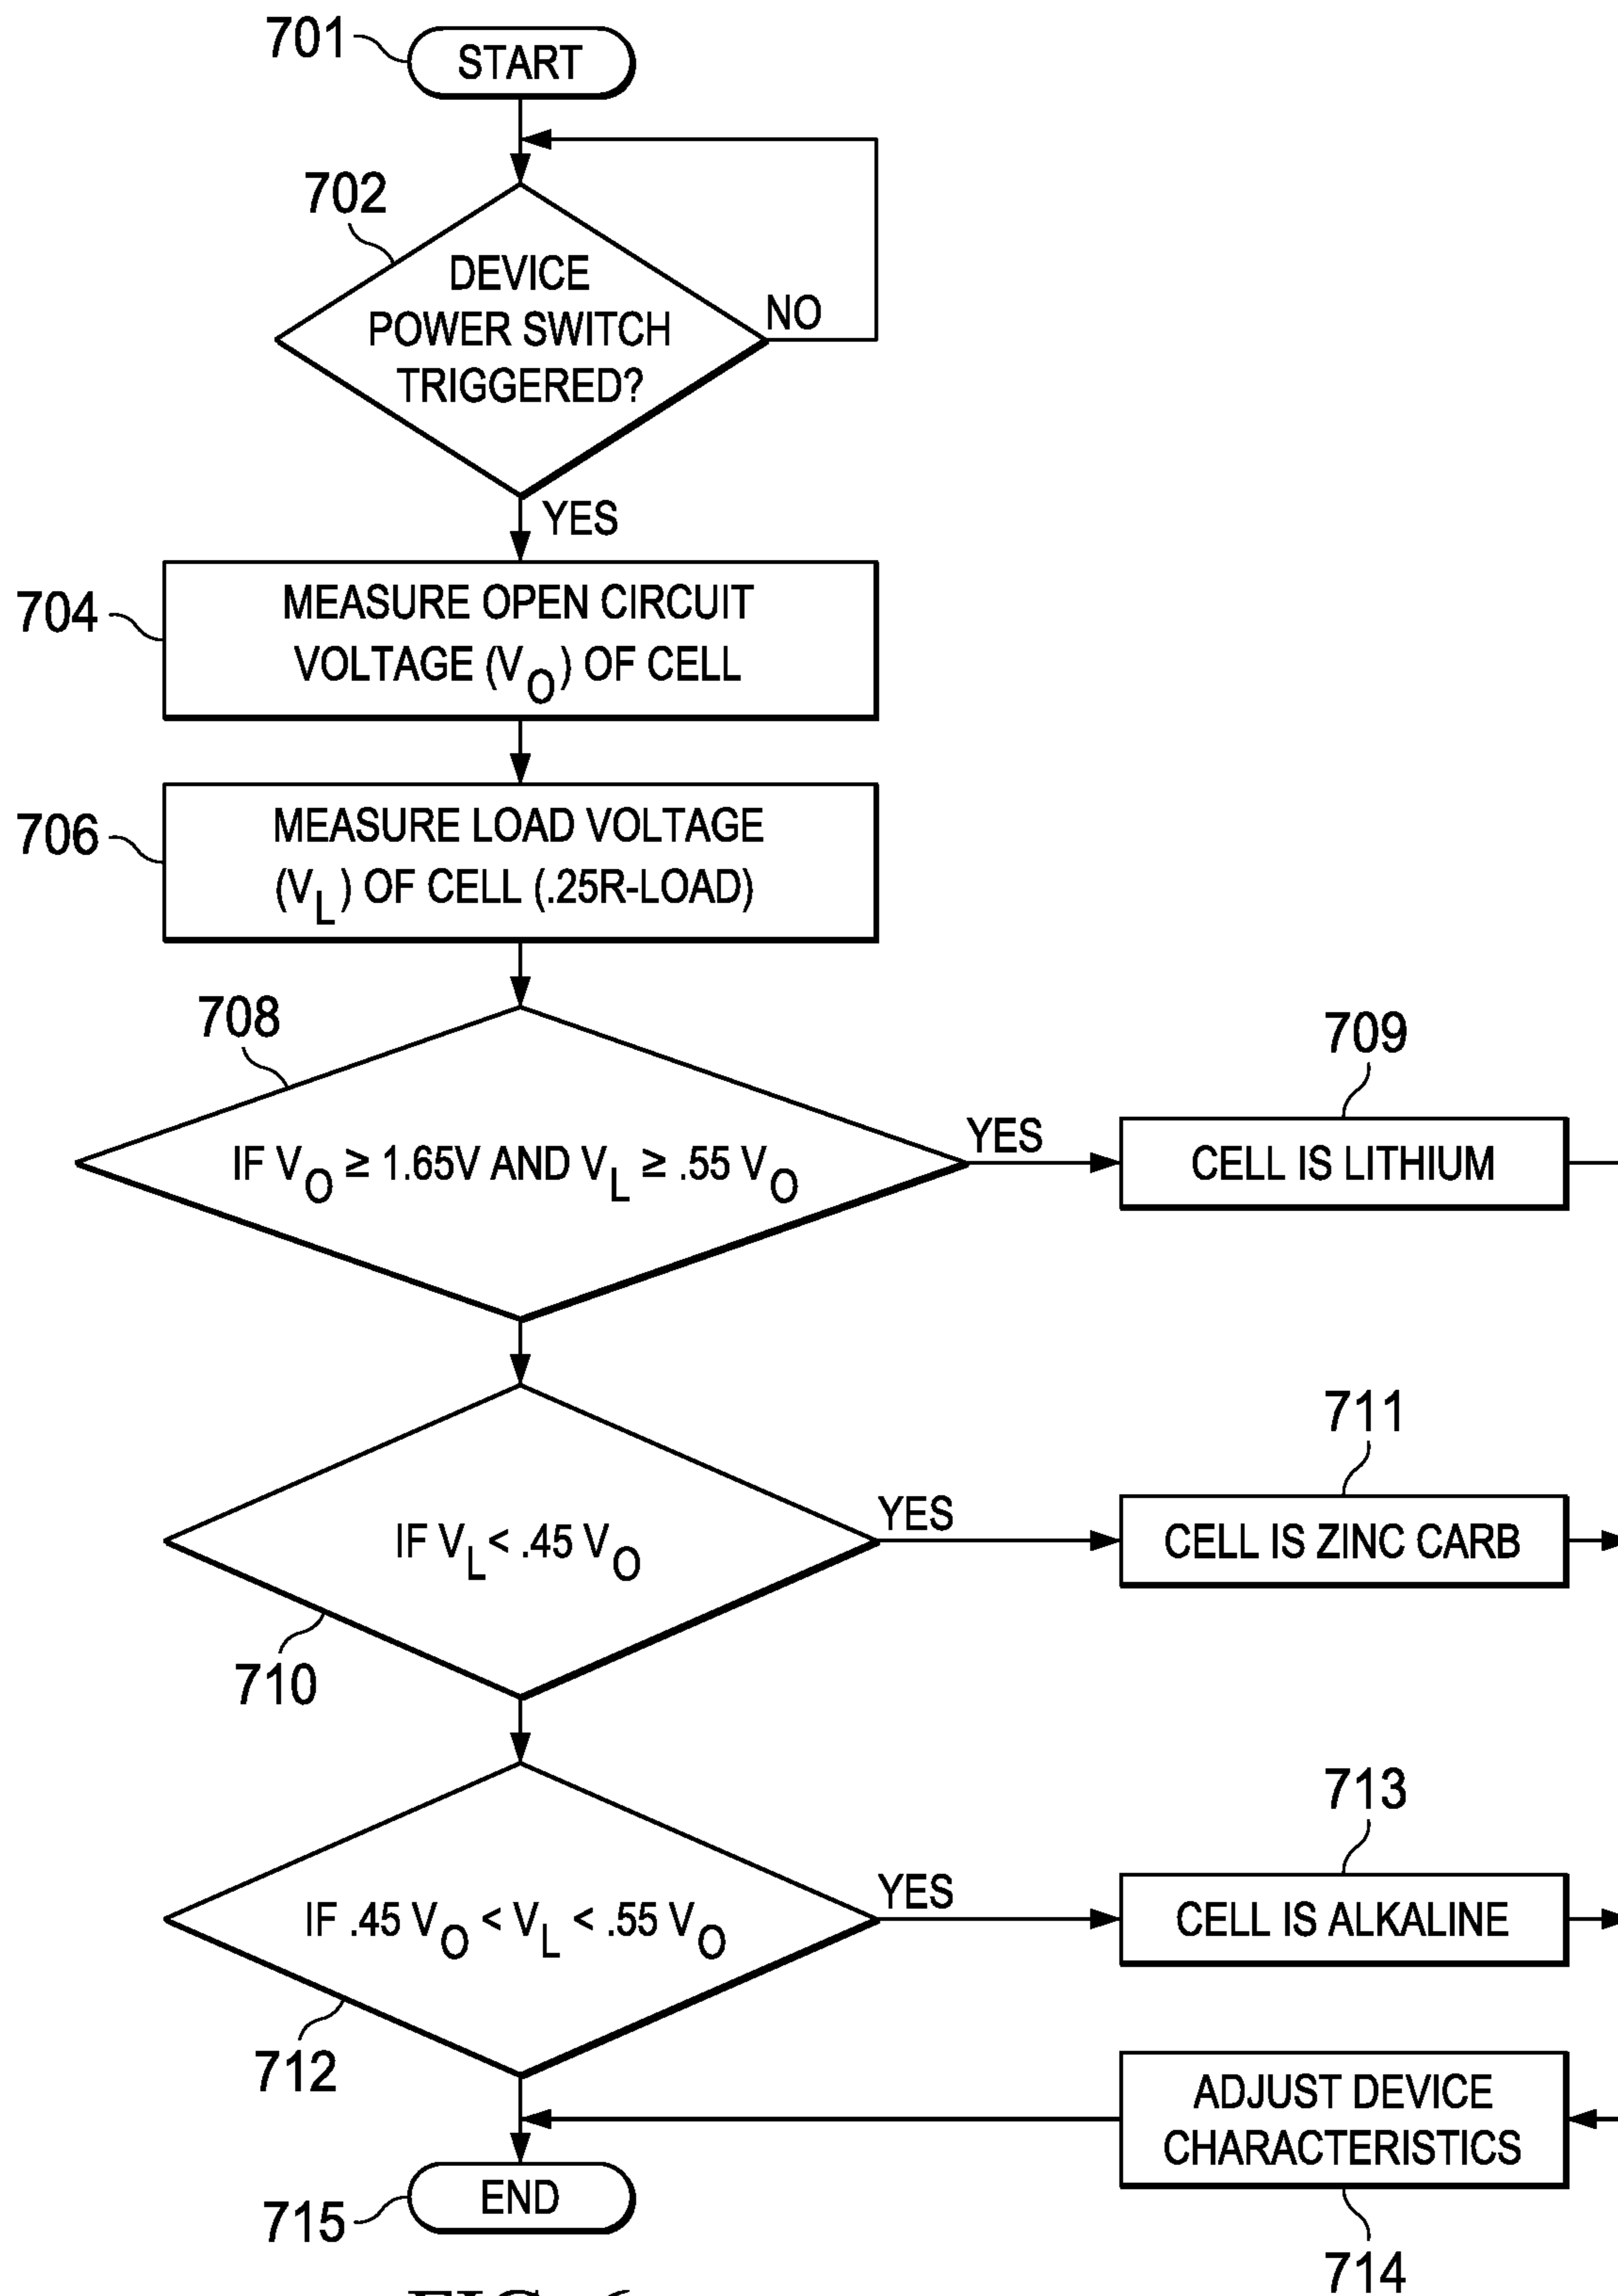 701
START
702
DEVICE
POWER SWITCH
TRIGGERED?
NO
YES
704
MEASURE OPEN CIRCUIT
VOLTAGE (VO) OF CELL
706
MEASURE LOAD VOLTAGE
(VL) OF CELL (.25R-LOAD)
708
IF VO ≥ 1.65V AND VL ≥ .55 VO
YES
709
CELL IS LITHIUM
IF VL < .45 VO
YES
710
711
CELL IS ZINC CARB
IF .45 VO < VL < .55 VO
YES
712
713
CELL IS ALKALINE
ADJUST DEVICE
CHARACTERISTICS
714
715
END